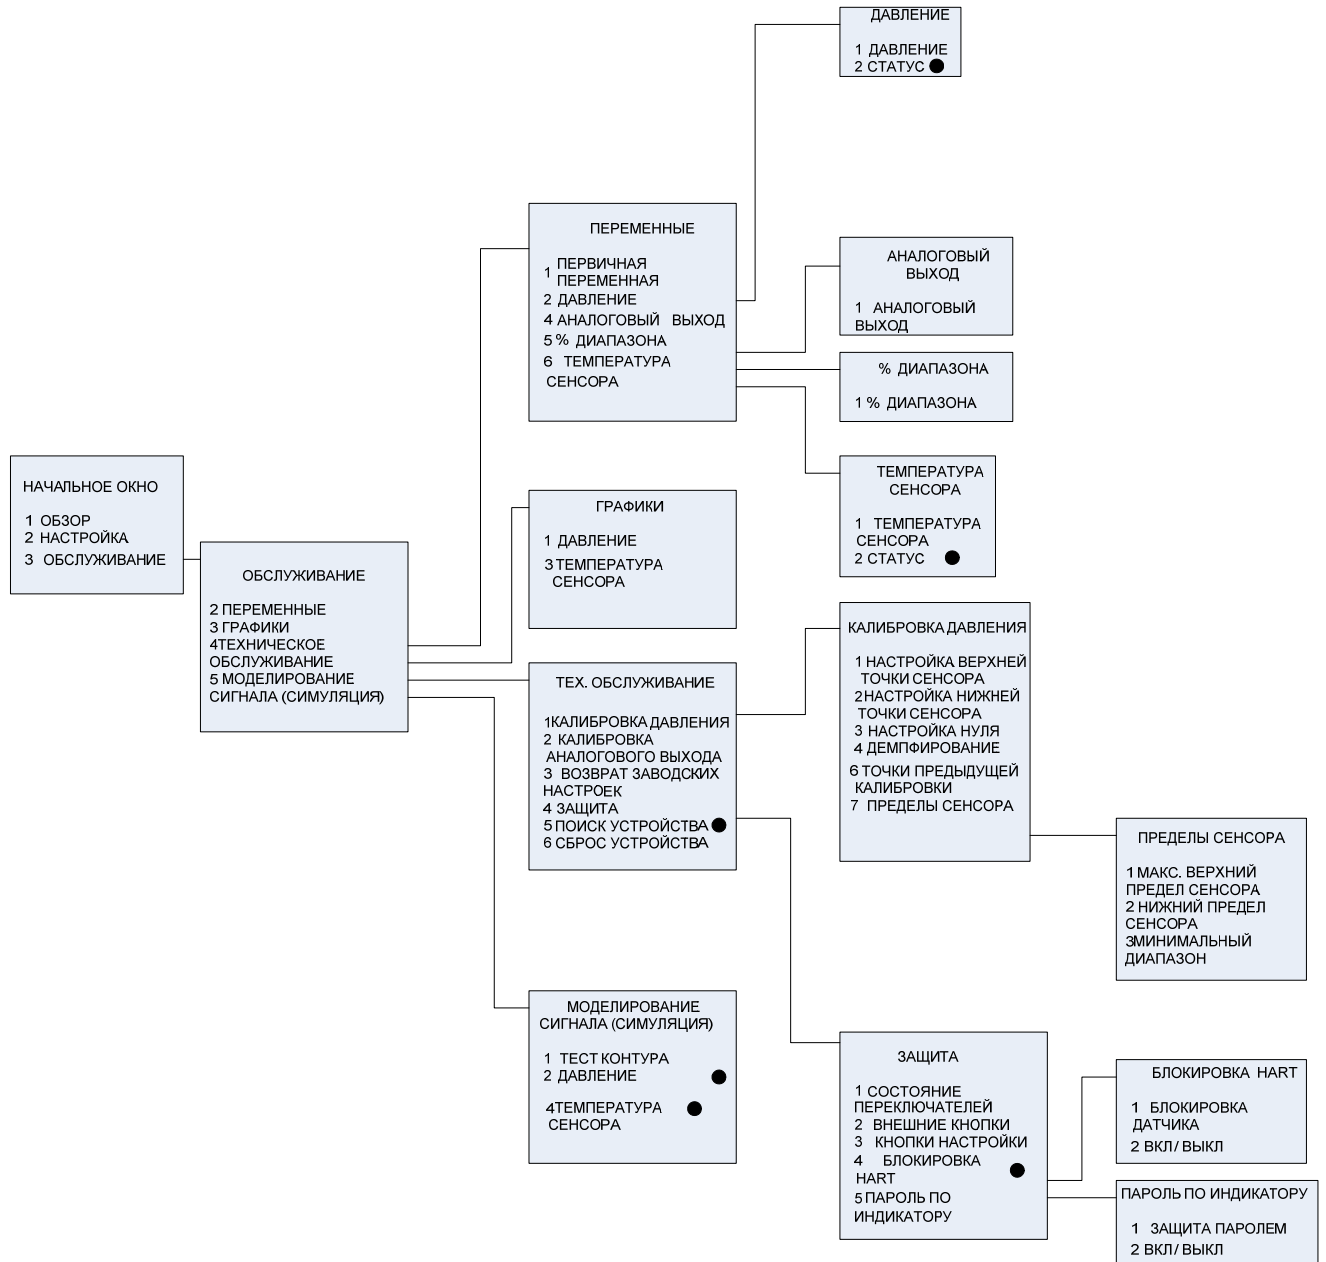 ДАВЛЕНИЕ
1 ДАВЛЕНИЕ
2 СТАТУС
ПЕРЕМЕННЫЕ
1 ПЕРВИЧНАЯ
ПЕРЕМЕННАЯ
2 ДАВЛЕНИЕ
4 АНАЛОГОВЫЙ ВЫХОД
5 % ДИАПАЗОНА
6 ТЕМПЕРАТУРА
СЕНСОРА
АНАЛОГОВЫЙ
ВЫХОД
1 АНАЛОГОВЫЙ
ВЫХОД
% ДИАПАЗОНА
1 % ДИАПАЗОНА
ТЕМПЕРАТУРА
СЕНСОРА
1 ТЕМПЕРАТУРА
СЕНСОРА
2 СТАТУС
НАЧАЛЬНОЕ ОКНО
1 ОБЗОР
2 НАСТРОЙКА
3 ОБСЛУЖИВАНИЕ
ОБСЛУЖИВАНИЕ
2 ПЕРЕМЕННЫЕ
3 ГРАФИКИ
4ТЕХНИЧЕСКОЕ
ОБСЛУЖИВАНИЕ
5 МОДЕЛИРОВАНИЕ
СИГНАЛА (СИМУЛЯЦИЯ)
ГРАФИКИ
1 ДАВЛЕНИЕ
3 ТЕМПЕРАТУРА
СЕНСОРА
ТЕХ. ОБСЛУЖИВАНИЕ
1КАЛИБРОВКА ДАВЛЕНИЯ
2 КАЛИБРОВКА
АНАЛОГОВОГО ВЫХОДА
3 ВОЗВРАТ ЗАВОДСКИХ
НАСТРОЕК
4 ЗАЩИТА
5 ПОИСК УСТРОЙСТВА
6 СБРОС УСТРОЙСТВА
КАЛИБРОВКА ДАВЛЕНИЯ
1 НАСТРОЙКА ВЕРХНЕЙ
ТОЧКИ СЕНСОРА
2 НАСТРОЙКА НИЖНЕЙ
ТОЧКИ СЕНСОРА
3 НАСТРОЙКА НУЛЯ
4 ДЕМПФИРОВАНИЕ
6 ТОЧКИ ПРЕДЫДУЩЕЙ
КАЛИБРОВКИ
7 ПРЕДЕЛЫ СЕНСОРА
ПРЕДЕЛЫ СЕНСОРА
1 МАКС. ВЕРХНИЙ
ПРЕДЕЛ СЕНСОРА
2 НИЖНИЙ ПРЕДЕЛ
СЕНСОРА
3МИНИМАЛЬНЫЙ
ДИАПАЗОН
МОДЕЛИРОВАНИЕ
СИГНАЛА (СИМУЛЯЦИЯ)
1 ТЕСТ КОНТУРА
2 ДАВЛЕНИЕ
4ТЕМПЕРАТУРА
СЕНСОРА
ЗАЩИТА
1 СОСТОЯНИЕ
ПЕРЕКЛЮЧАТЕЛЕЙ
2 ВНЕШНИЕ КНОПКИ
3 КНОПКИ НАСТРОЙКИ
4 БЛОКИРОВКА
HART
5 ПАРОЛЬ ПО
ИНДИКАТОРУ
БЛОКИРОВКА HART
1 БЛОКИРОВКА
ДАТЧИКА
2 ВКЛ / ВЫКЛ
ПАРОЛЬ ПО ИНДИКАТОРУ
1 ЗАЩИТА ПАРОЛЕМ
2 ВКЛ / ВЫКЛ